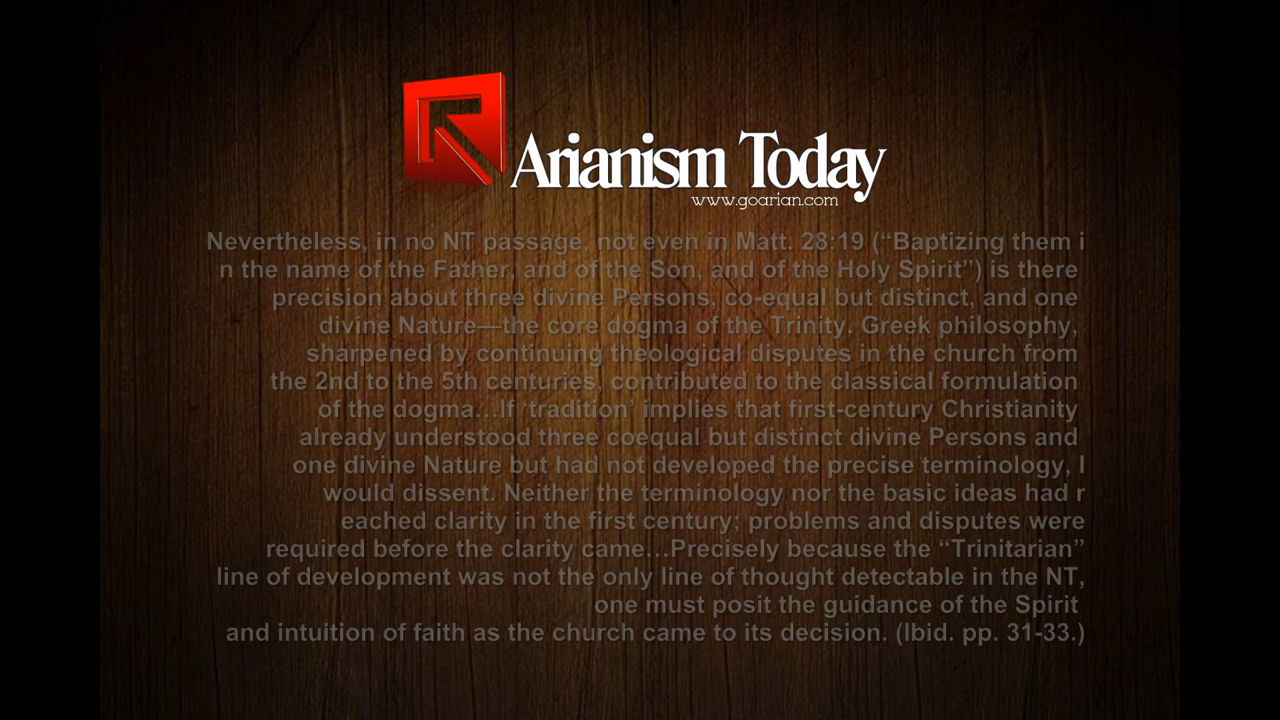 Arianism Today
www.goarian.com
Nevertheless, in no NT passage, not even in Matt. 28:19 (“Baptizing them i
n the name of the Father, and of the Son, and of the Holy Spirit”) is there
precision about three divine Persons, co-equal but distinct, and one
divine Nature—the core dogma of the Trinity. Greek philosophy,
sharpened by continuing theological disputes in the church from
the 2nd to the 5th centuries, contributed to the classical formulation
of the dogma…If ‘tradition’ implies that first-century Christianity
already understood three coequal but distinct divine Persons and
one divine Nature but had not developed the precise terminology, I
would dissent. Neither the terminology nor the basic ideas had r
eached clarity in the first century; problems and disputes were
required before the clarity came…Precisely because the “Trinitarian”
line of development was not the only line of thought detectable in the NT,
one must posit the guidance of the Spirit
and intuition of faith as the church came to its decision. (Ibid. pp. 31-33.)